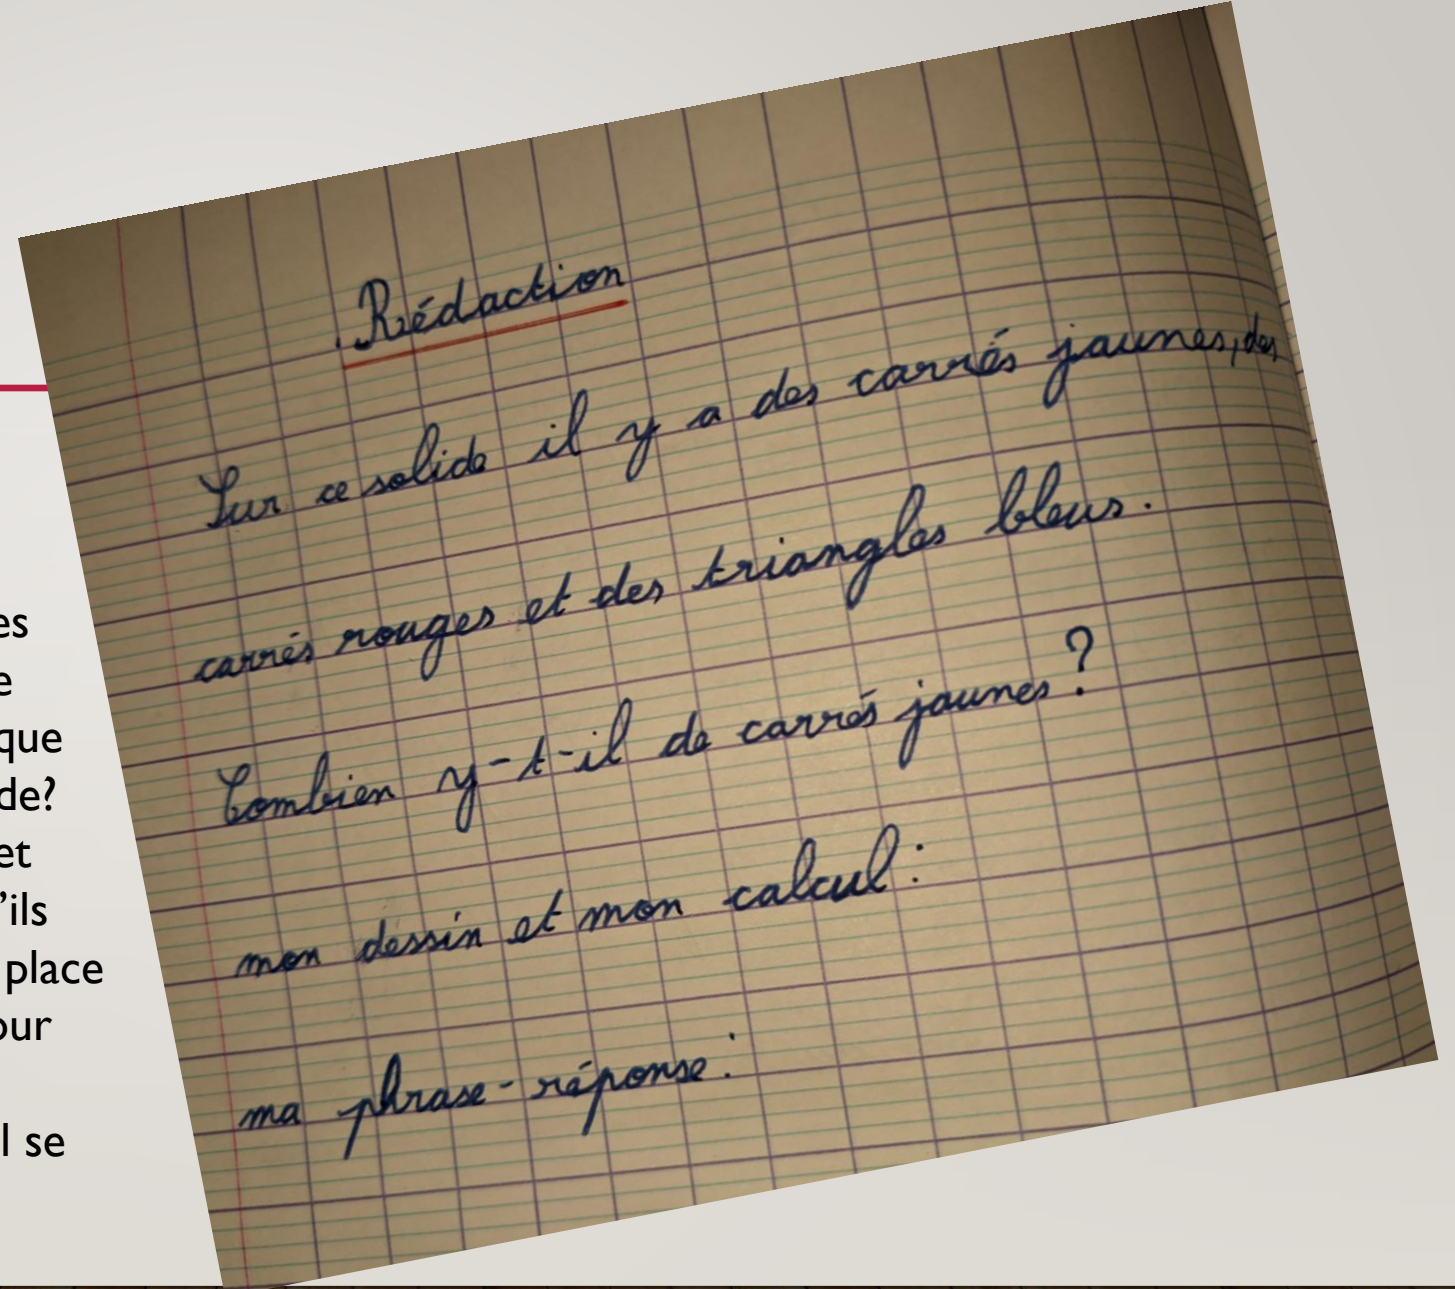 Rédaction
Sur ce solide il y a des carrés jaunes, des
carrés rouges et des triangles bleus.
Combien y-t-il de carrés jaunes ?
mon dessin et mon calcul :
ma phrase-réponse :
es
e
que
de?
et
'ils
place
our
l se